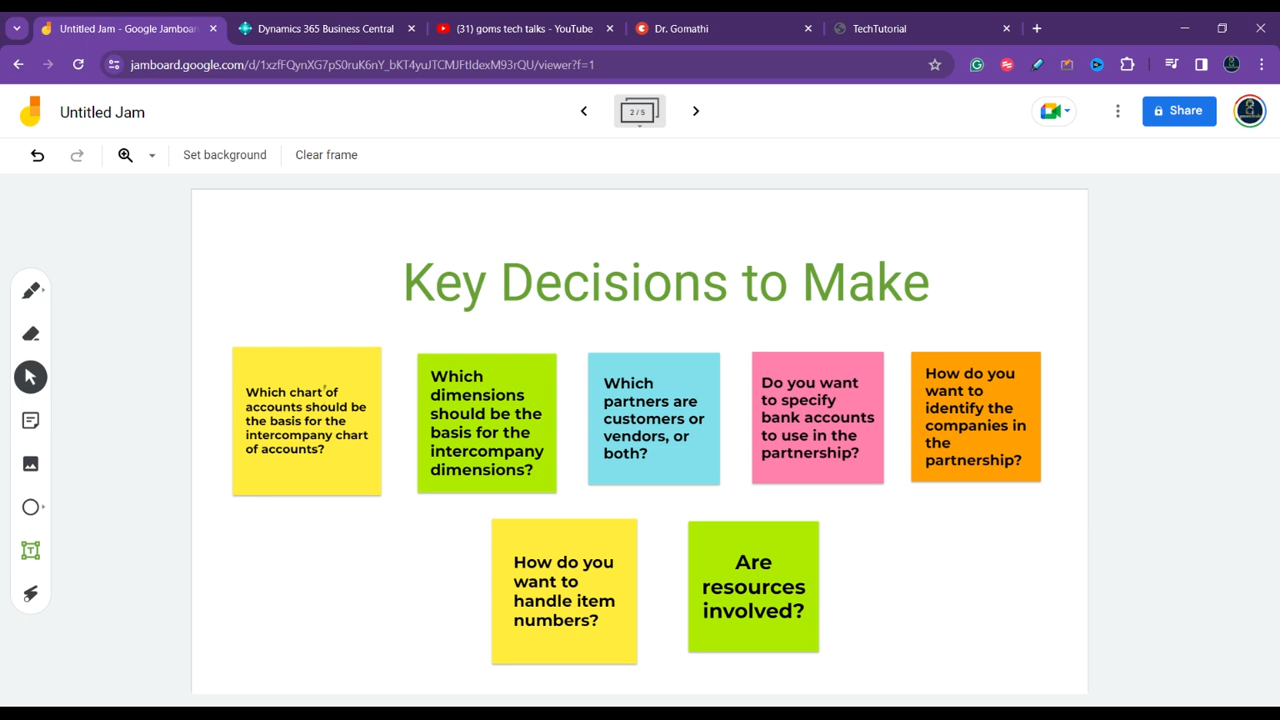 Untitled Jam - Google Jamboar
Dynamics 365 Business Central
(31) goms tech talks - YouTube
Dr. Gomathi
TechTutorial
jamboard.google.com/d/1xzfFQynXG7pS0ruK6nY_bKT4yuJTCMJFtIdexM93rQU/viewer?f=1
Untitled Jam
2 / 5
Share
Set background
Clear frame
Key Decisions to Make
Which chart of
accounts should be
the basis for the
intercompany chart
of accounts?
Which
dimensions
should be the
basis for the
intercompany
dimensions?
Which
partners are
customers or
vendors, or
both?
Do you want
to specify
bank accounts
to use in the
partnership?
How do you
want to
identify the
companies in
the
partnership?
How do you
want to
handle item
numbers?
Are
resources
involved?